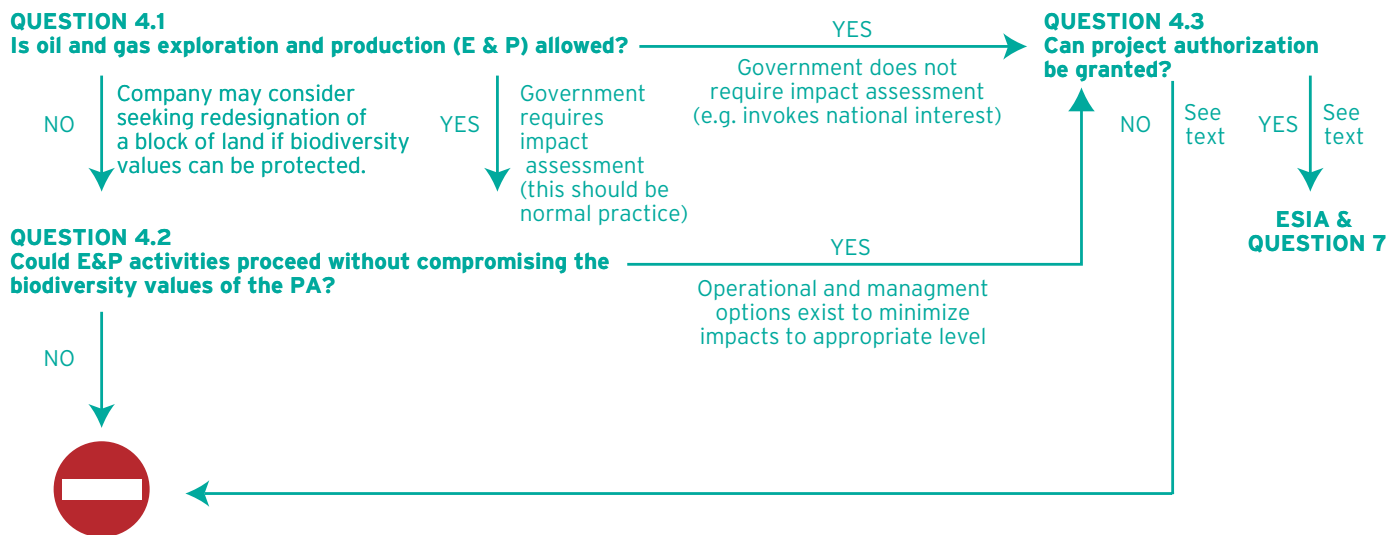 QUESTION 4.1
Is oil and gas exploration and production (E & P) allowed?
NO
Company may consider
seeking redesignation of
a block of land if biodiversity
values can be protected.
YES
Government
requires
impact
assessment
(this should be
normal practice)
YES
Government does not
require impact assessment
(e.g. invokes national interest)
QUESTION 4.3
Can project authorization
be granted?
NO
See
text
YES
See
text
ESIA &
QUESTION 7
QUESTION 4.2
Could E&P activities proceed without compromising the
biodiversity values of the PA?
YES
Operational and managment
options exist to minimize
impacts to appropriate level
NO